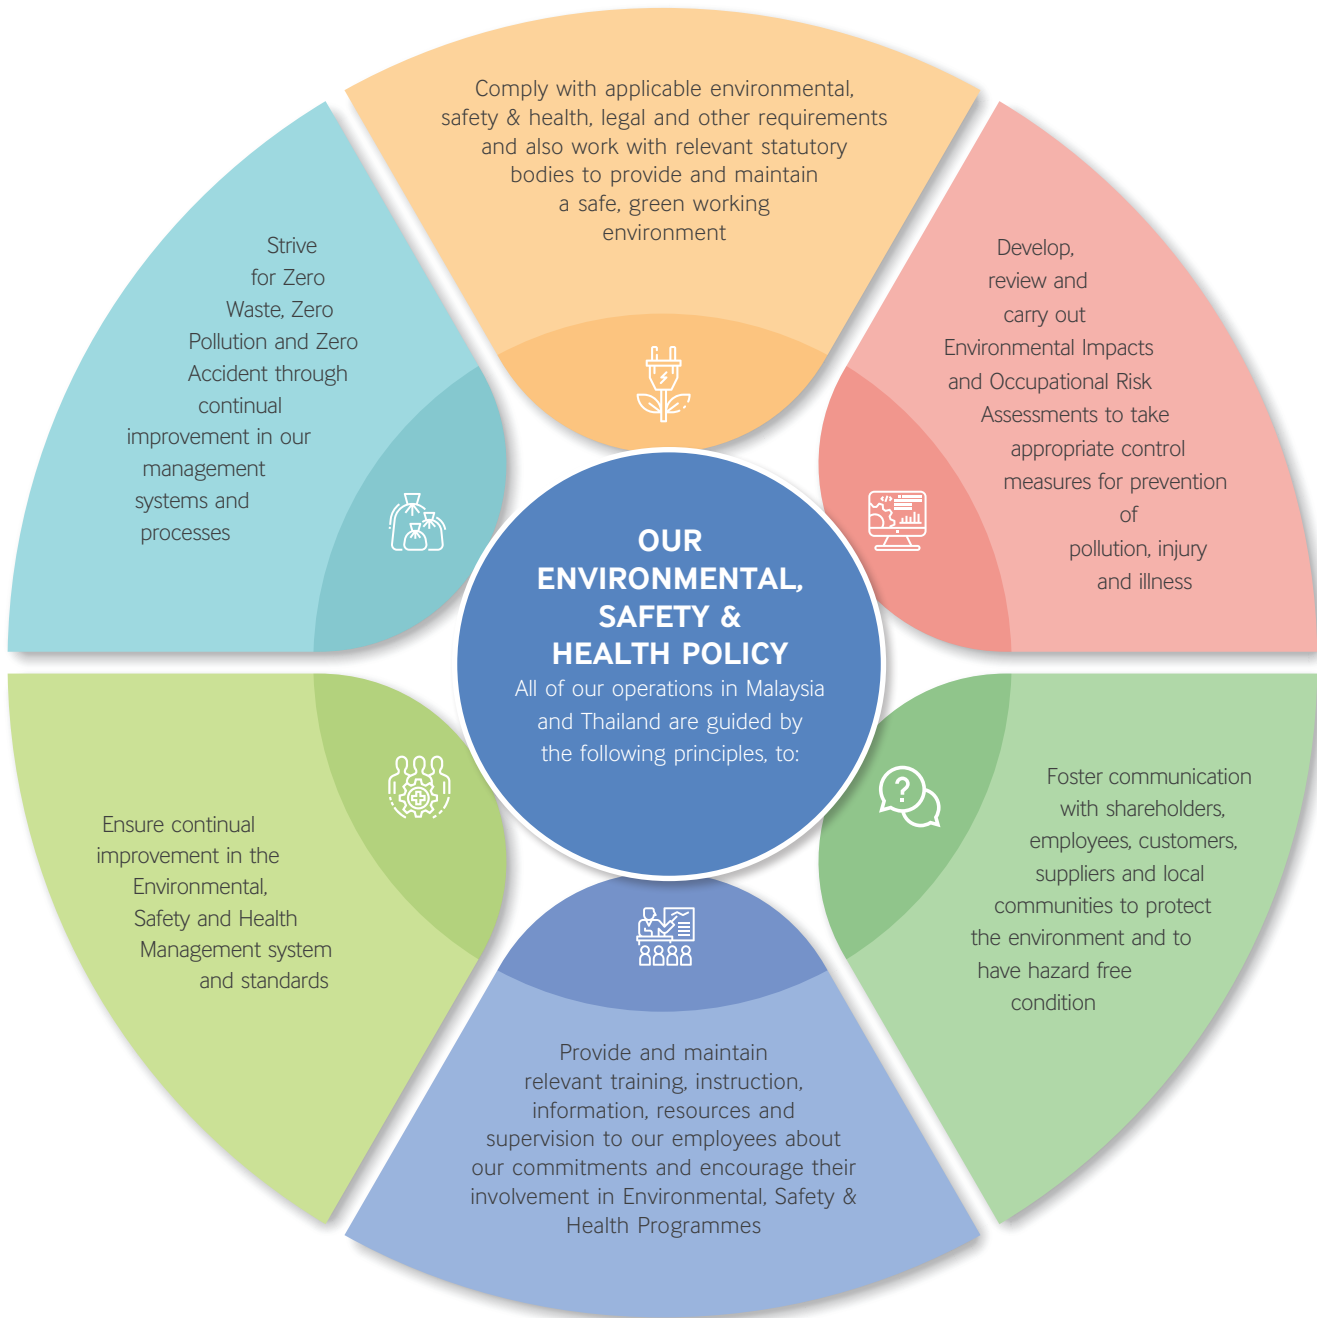 OUR
ENVIRONMENTAL,
SAFETY &
HEALTH POLICY
All of our operations in Malaysia
and Thailand are guided by
the following principles, to:
Comply with applicable environmental,
safety & health, legal and other requirements
and also work with relevant statutory
bodies to provide and maintain
a safe, green working
environment
Develop,
review and
carry out
Environmental Impacts
and Occupational Risk
Assessments to take
appropriate control
measures for prevention
of
pollution, injury
and illness
Foster communication
with shareholders,
employees, customers,
suppliers and local
communities to protect
the environment and to
have hazard free
condition
Provide and maintain
relevant training, instruction,
information, resources and
supervision to our employees about
our commitments and encourage their
involvement in Environmental, Safety &
Health Programmes
Ensure continual
improvement in the
Environmental,
Safety and Health
Management system
and standards
Strive
for Zero
Waste, Zero
Pollution and Zero
Accident through
continual
improvement in our
management
systems and
processes